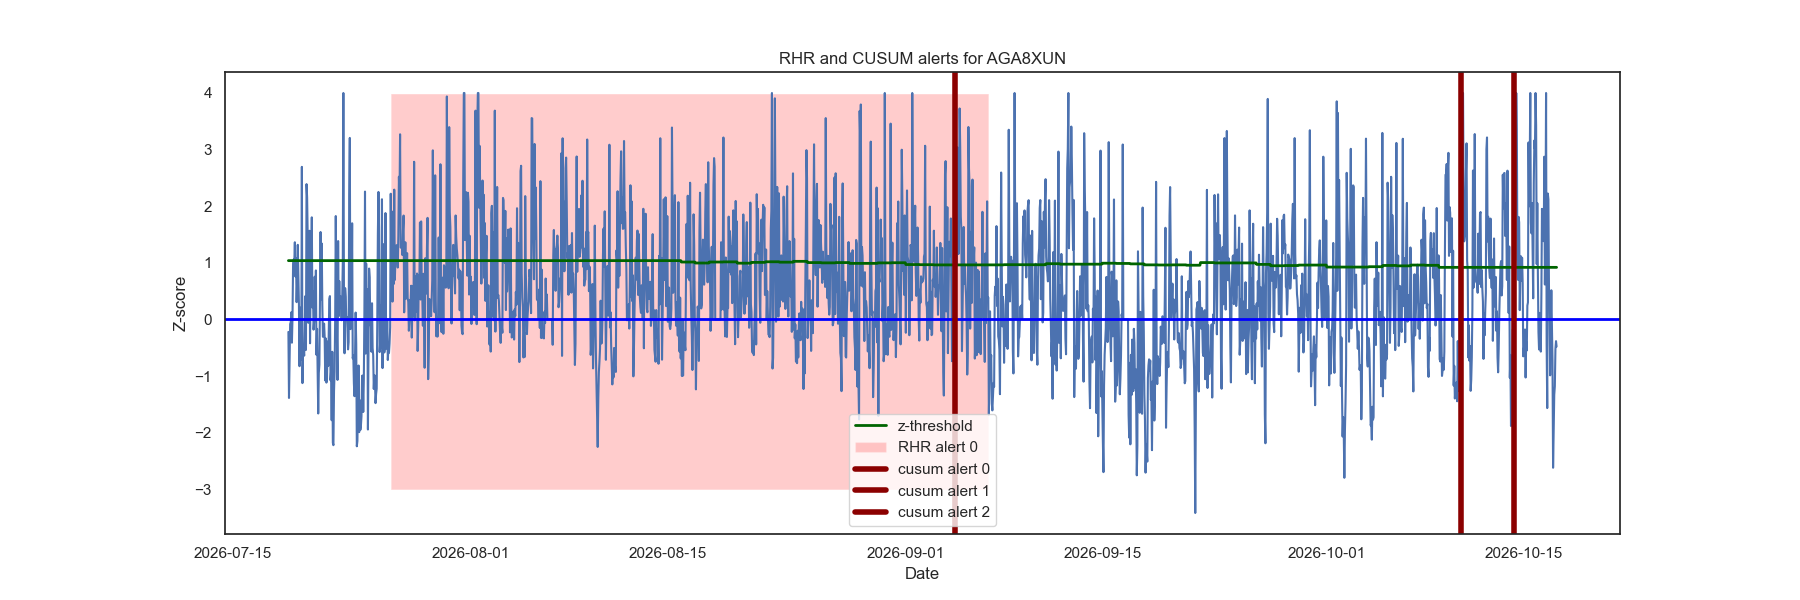 RHR and CUSUM alerts for AGA8XUN
4
3
2
1
0
−1
−2
−3
Z-score
z-threshold
RHR alert 0
cusum alert 0
cusum alert 1
cusum alert 2
2026-07-15 2026-08-01 2026-08-15 2026-09-01 2026-09-15 2026-10-01 2026-10-15
Date